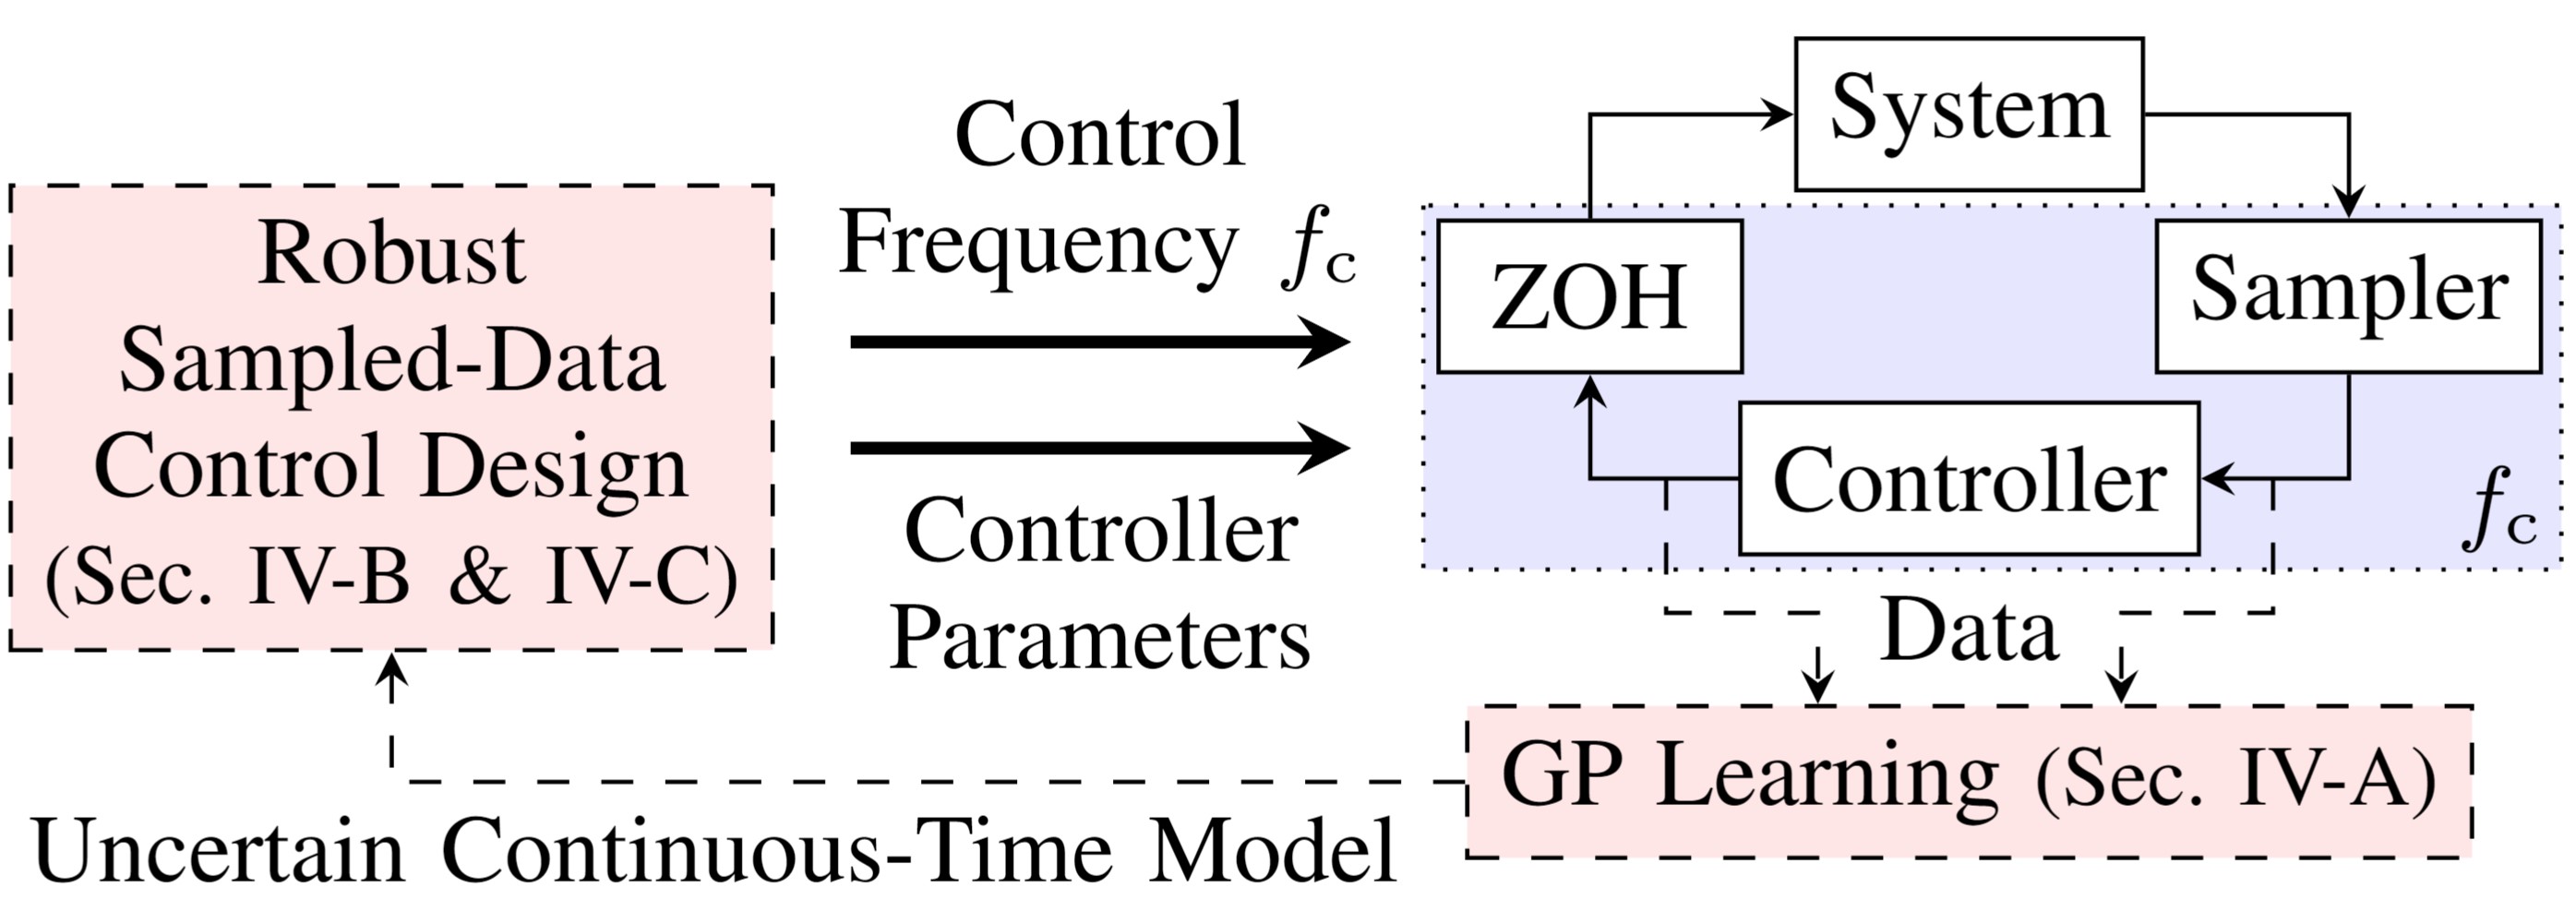 Robust
Sampled-Data
Control Design
(Sec. IV-B & IV-C)
Control
Frequency f_c
Controller
Parameters
System
ZOH
Sampler
Controller
f_c
Data
GP Learning (Sec. IV-A)
Uncertain Continuous-Time Model